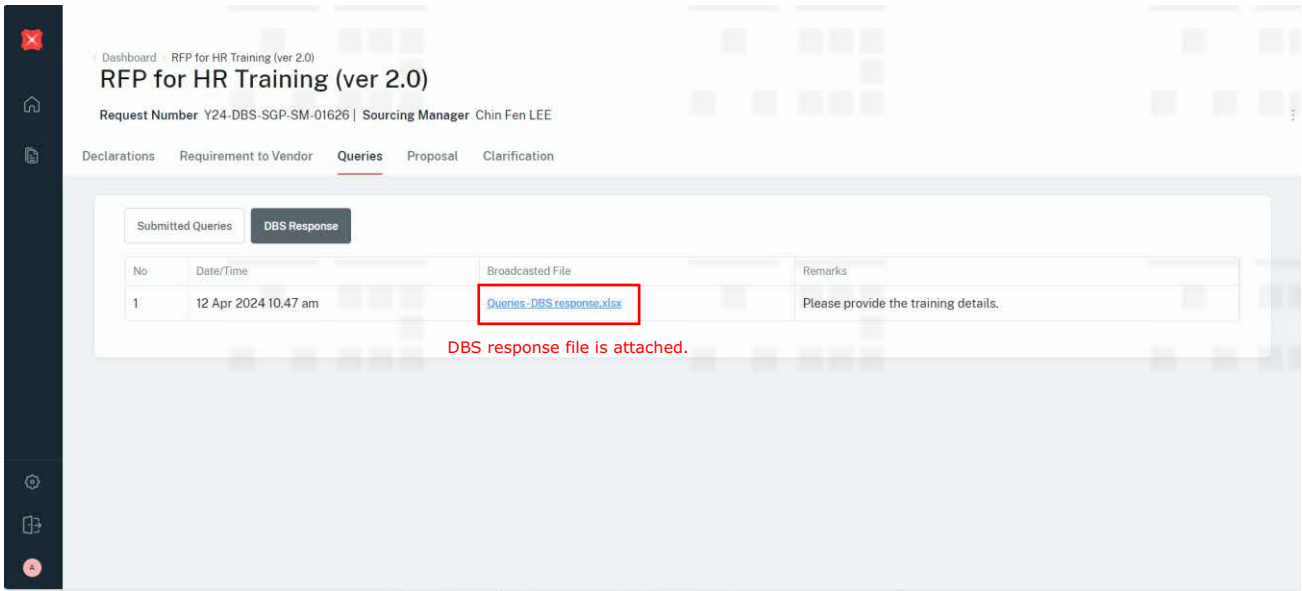 / Dashboard / RFP for HR Training (ver 2.0)
RFP for HR Training (ver 2.0)
Request Number Y24-DBS-SGP-SM-01626 | Sourcing Manager Chin Fen LEE
Declarations Requirement to Vendor Queries Proposal Clarification
Submitted Queries DBS Response
No Date/Time Broadcasted File Remarks
1 12 Apr 2024 10.47 am Queries-DBS response.xlsx Please provide the training details.
DBS response file is attached.
A